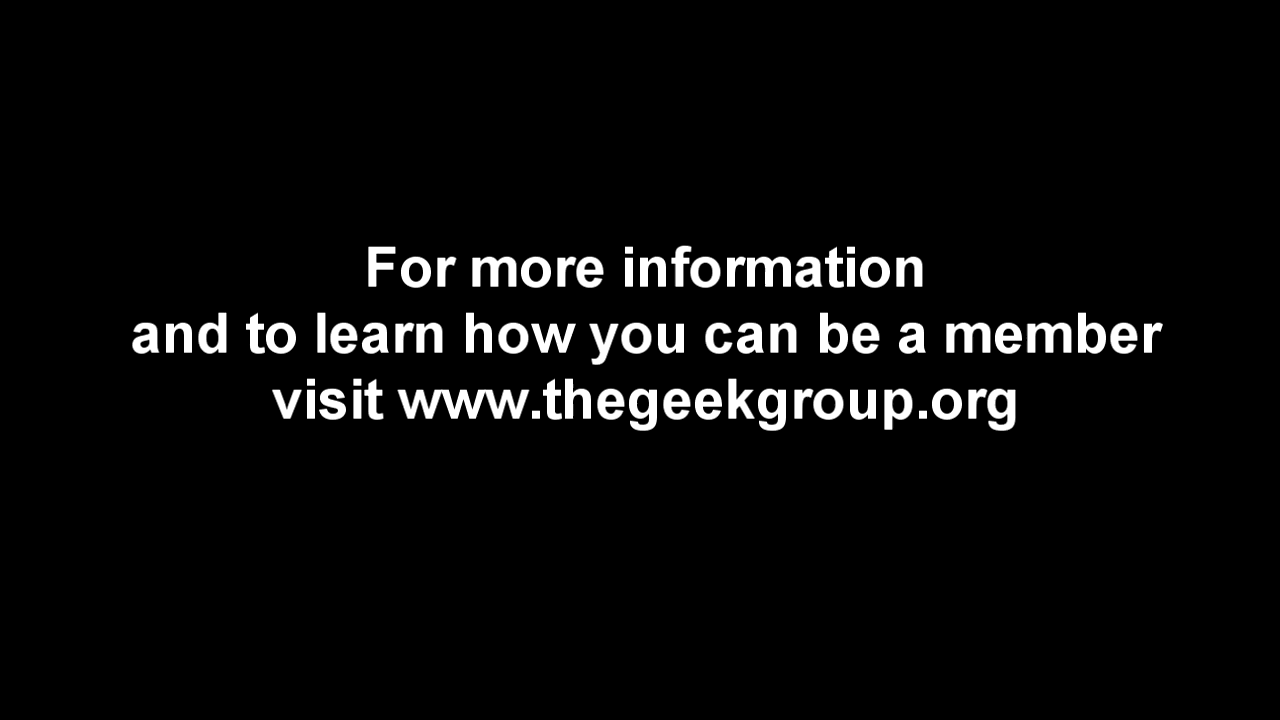 For more information
and to learn how you can be a member
visit www.thegeekgroup.org